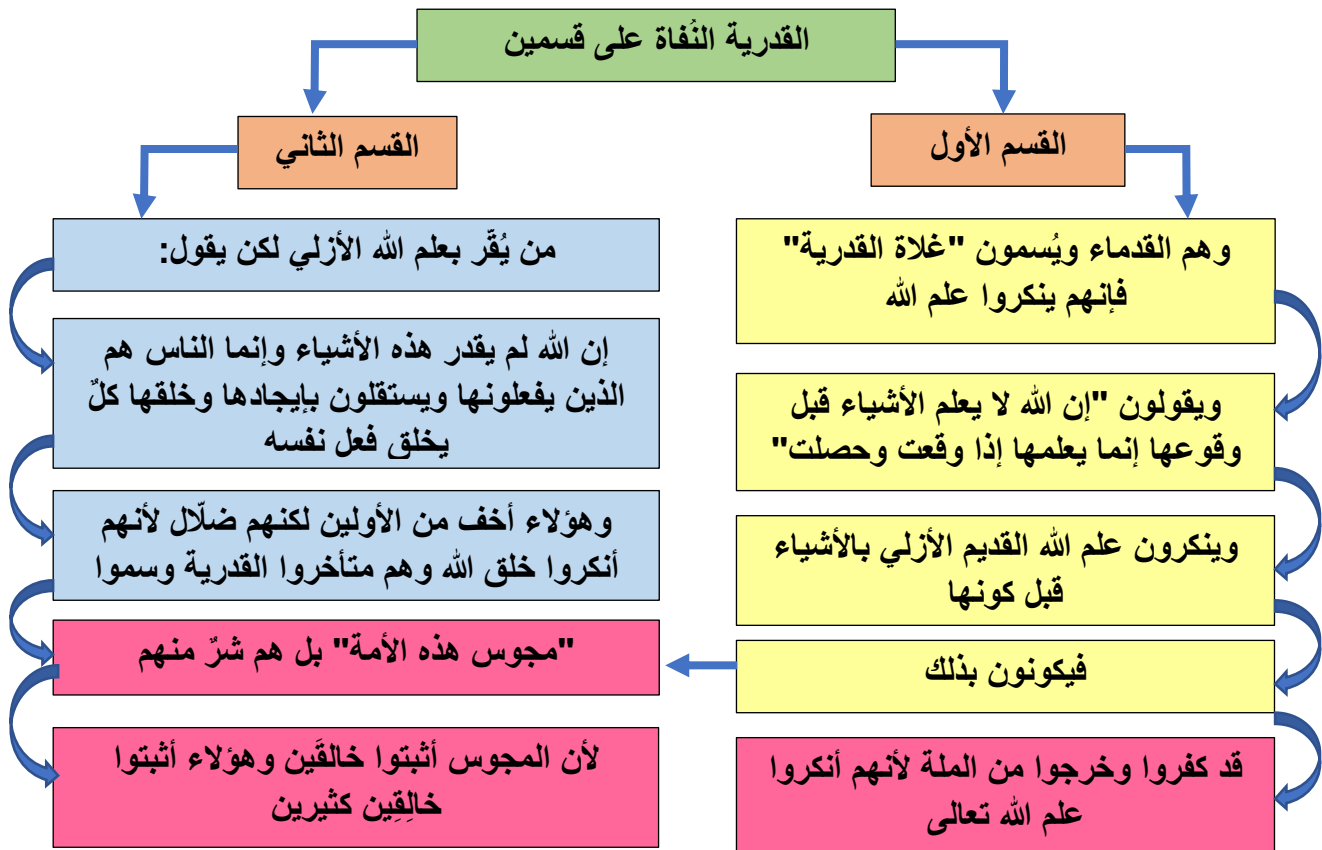 القدرية النُفاة على قسمين
القسم الأول
وهم القدماء ويُسمون "غلاة القدرية"
فإنهم ينكروا علم الله
ويقولون "إن الله لا يعلم الأشياء قبل
وقوعها إنما يعلمها إذا وقعت وحصلت"
وينكرون علم الله القديم الأزلي بالأشياء
قبل كونها
فيكونون بذلك
قد كفروا وخرجوا من الملة لأنهم أنكروا
علم الله تعالى
القسم الثاني
من يُقّر بعلم الله الأزلي لكن يقول:
إن الله لم يقدر هذه الأشياء وإنما الناس هم
الذين يفعلونها ويستقلون بإيجادها وخلقها كلٌ
يخلق فعل نفسه
وهؤلاء أخف من الأولين لكنهم ضلّال لأنهم
أنكروا خلق الله وهم متأخروا القدرية وسموا
"مجوس هذه الأمة" بل هم شرٌ منهم
لأن المجوس أثبتوا خالقَين وهؤلاء أثبتوا
خالِقِين كثيرين